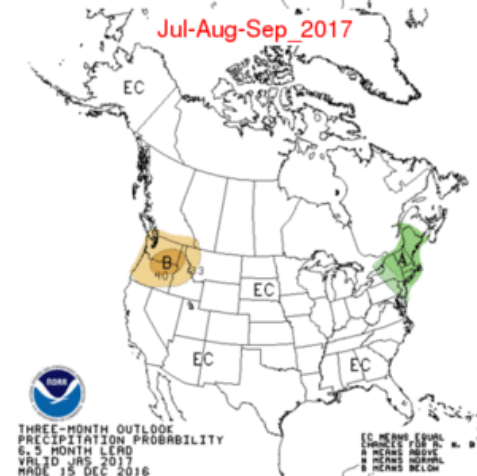 Jul-Aug-Sep_2017
EC
A
B
40
33
EC
EC
EC
NOAA
THREE-MONTH OUTLOOK
PRECIPITATION PROBABILITY
6.5 MONTH LEAD
VALID JAS 2017
MADE 15 DEC 2016
EC MEANS EQUAL
CHANCES FOR A, N, B
A MEANS ABOVE
N MEANS NORMAL
B MEANS BELOW